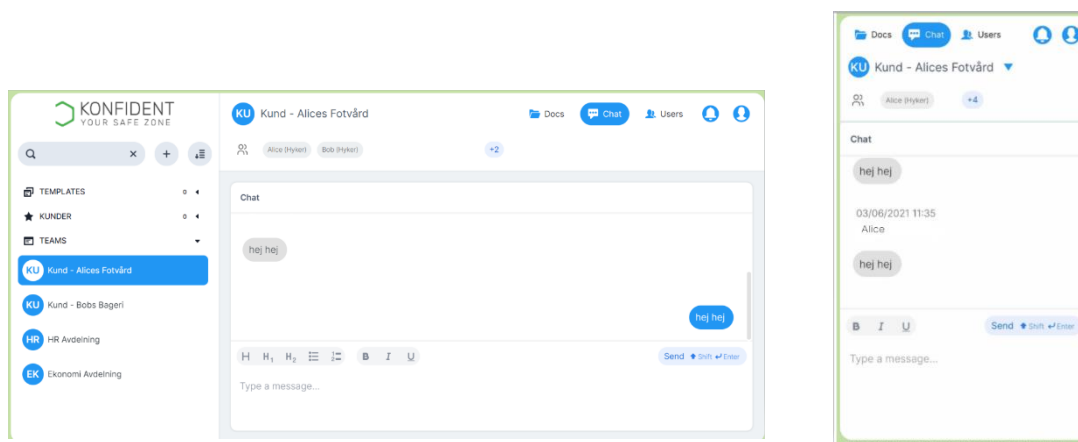 KONFIDENT
YOUR SAFE ZONE
TEMPLATES 0
KUNDER 0
TEAMS
KU Kund - Alices Fotvård
KU Kund - Bobs Bageri
HR HR Avdelning
EK Ekonomi Avdelning
KU Kund - Alices Fotvård Docs Chat Users
Alice (Hyker) Bob (Hyker) +2
Chat
hej hej
hej hej
H H1 H2 B I U Send Shift Enter
Type a message...
Docs Chat Users
KU Kund - Alices Fotvård
Alice (Hyker) +4
Chat
hej hej
03/06/2021 11:35
Alice
hej hej
B I U Send Shift Enter
Type a message...